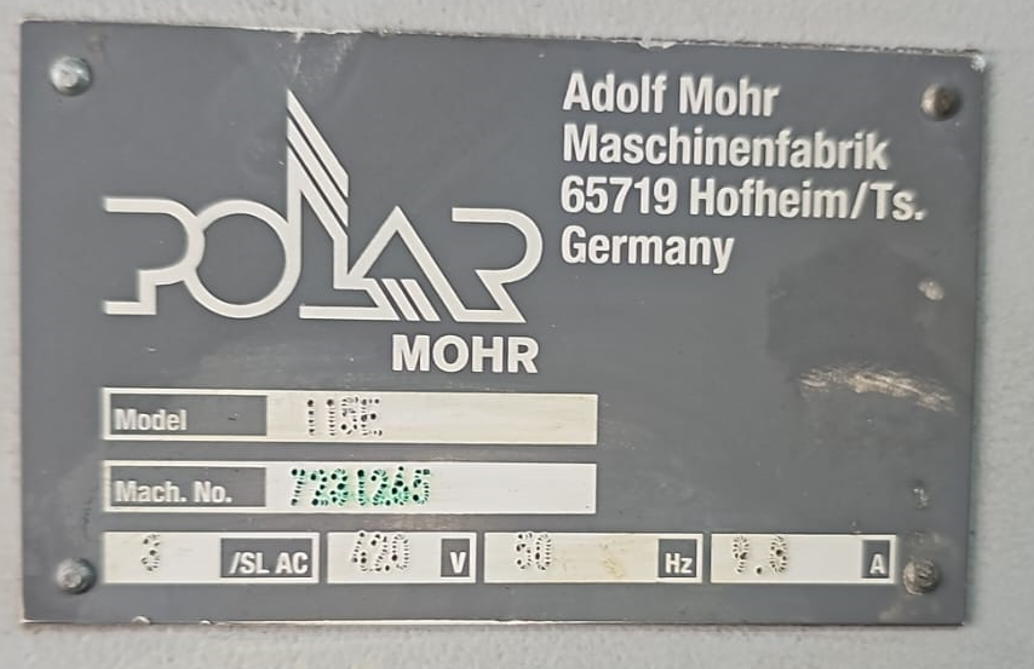 POLAR
MOHR
Adolf Mohr
Maschinenfabrik
65719 Hofheim/Ts.
Germany
Model 115E
Mach. No. 7231265
3 /SL AC 420 V 50 Hz A